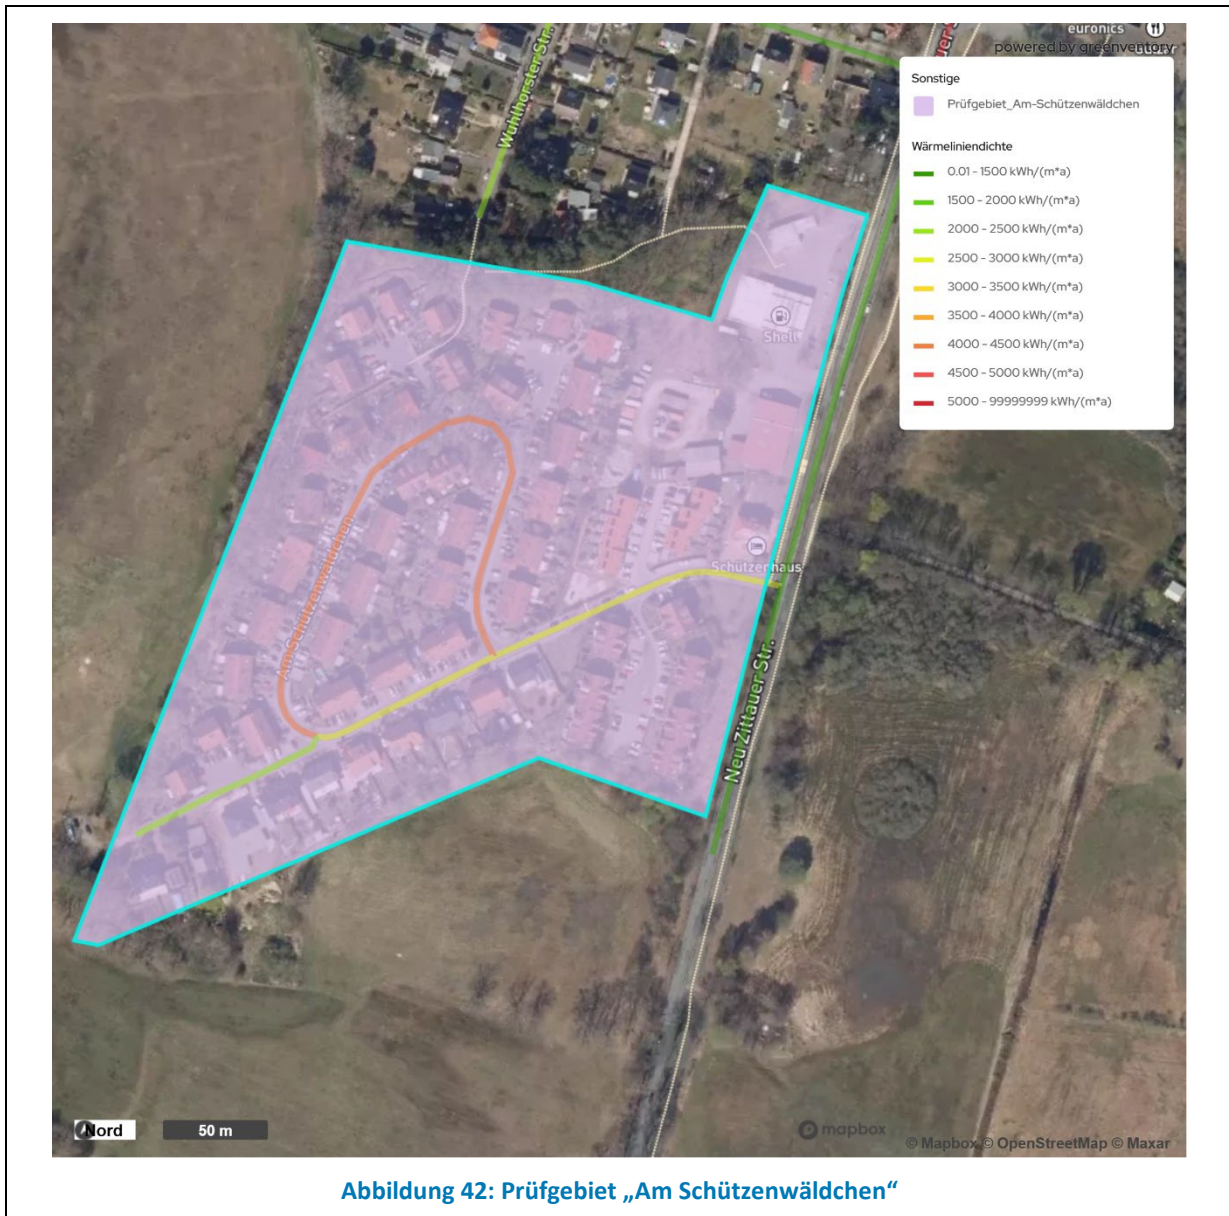 Wuhlhorster Str.
euronics
powered by greenventory
Sonstige
Prüfgebiet_Am-Schützenwäldchen
Wärmeliniendichte
0.01 - 1500 kWh/(m*a)
1500 - 2000 kWh/(m*a)
2000 - 2500 kWh/(m*a)
2500 - 3000 kWh/(m*a)
3000 - 3500 kWh/(m*a)
3500 - 4000 kWh/(m*a)
4000 - 4500 kWh/(m*a)
4500 - 5000 kWh/(m*a)
5000 - 99999999 kWh/(m*a)
Shell
Am Schützenwäldchen
Schützenhaus
Neu Zittauer Str.
Nord
50 m
mapbox
© Mapbox © OpenStreetMap © Maxar
Abbildung 42: Prüfgebiet „Am Schützenwäldchen“